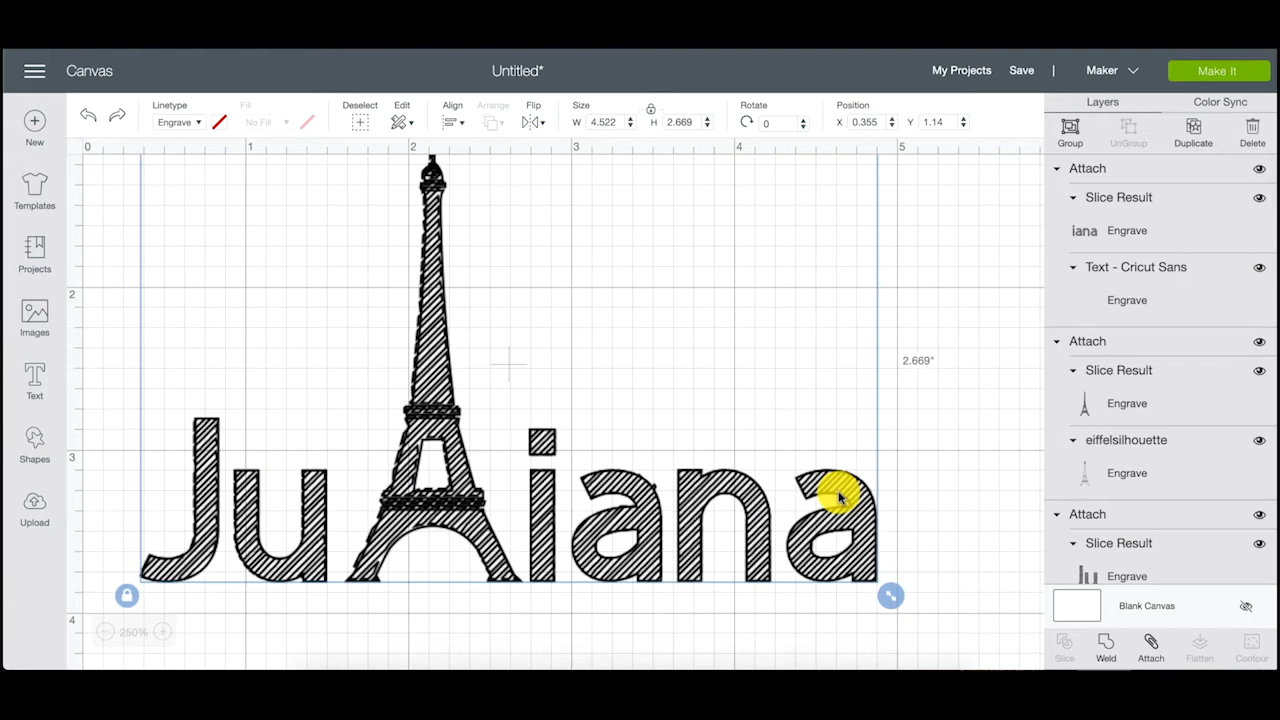 Canvas
Untitled*
My Projects Save | Maker Make It
Linetype Fill Deselect Edit Align Arrange Flip Size Rotate Position
Engrave No Fill W 4.522 H 2.669 0 X 0.355 Y 1.14
Layers Color Sync
Group UnGroup Duplicate Delete
New
Templates
Projects
Images
Text
Shapes
Upload
0 1 2 3 4 5
2
3
4
2.669"
Ju iana
250%
Attach
Slice Result
iana Engrave
Text - Cricut Sans
Engrave
Attach
Slice Result
Engrave
eiffelsilhouette
Engrave
Attach
Slice Result
Ju Engrave
Blank Canvas
Slice Weld Attach Flatten Contour